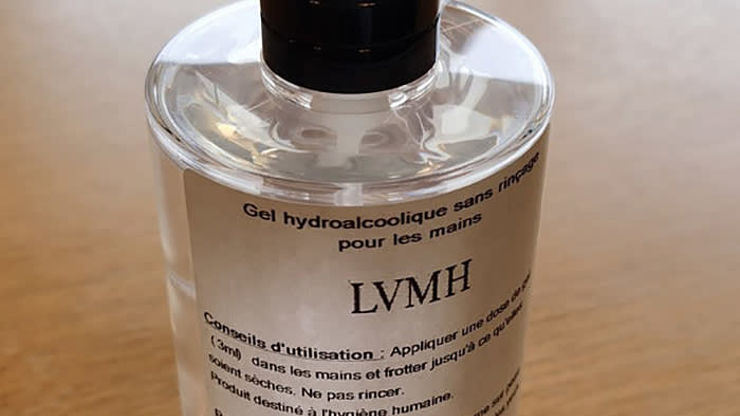 Gel hydroalcoolique sans rinçage
pour les mains
LVMH
Conseils d'utilisation : Appliquer une dose de gel
( 3ml) dans les mains et frotter jusqu'à ce qu'elles
soient sèches. Ne pas rincer.
Produit destiné à l'hygiène humaine.